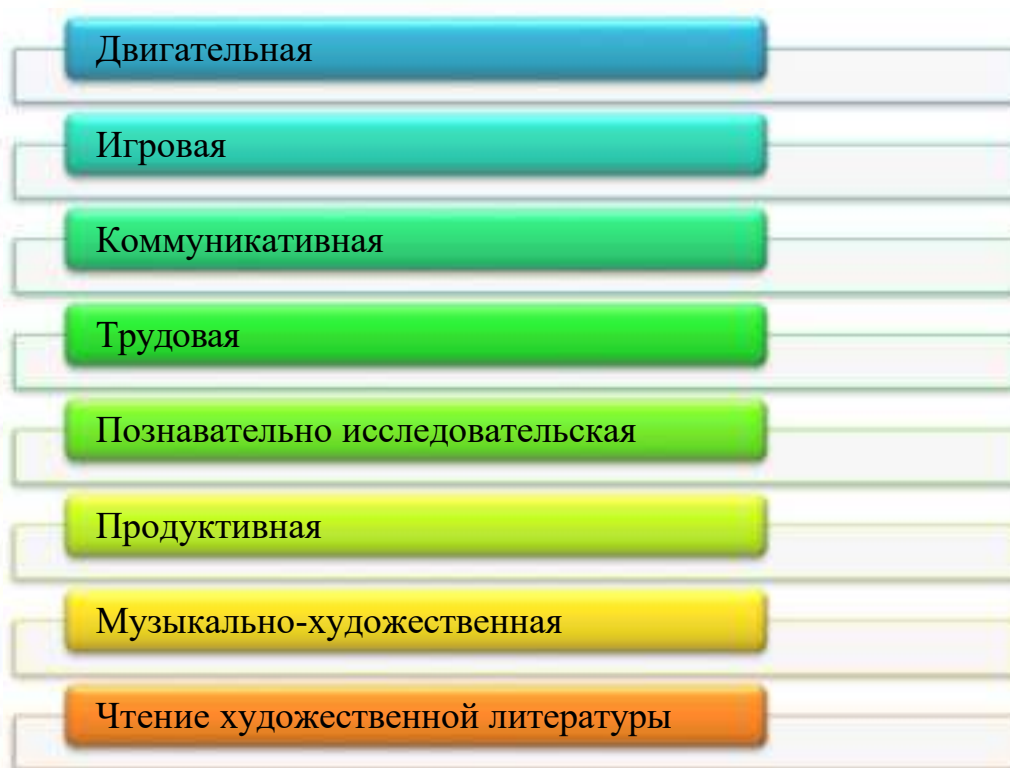 Двигательная
Игровая
Коммуникативная
Трудовая
Познавательно исследовательская
Продуктивная
Музыкально-художественная
Чтение художественной литературы